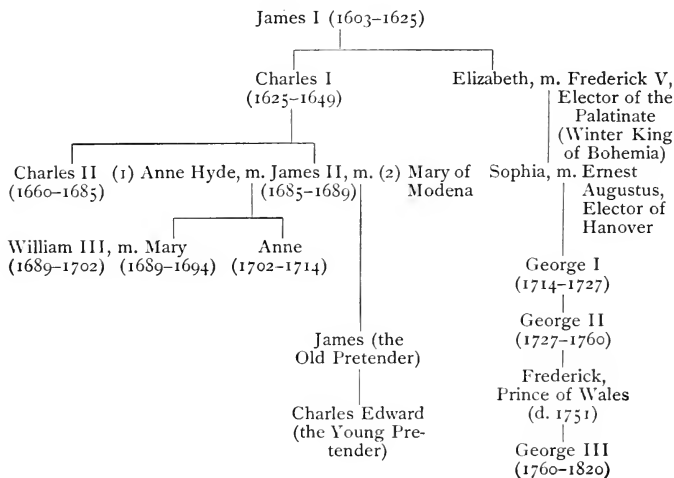 James I (1603–1625)
Charles I
(1625–1649)
Elizabeth, m. Frederick V,
Elector of the
Palatinate
(Winter King
of Bohemia)
Charles II (1) Anne Hyde, m. James II, m. (2) Mary of
(1660–1685) (1685–1689) Modena
Sophia, m. Ernest
Augustus,
Elector of
Hanover
William III, m. Mary Anne
(1689–1702) (1689–1694) (1702–1714)
George I
(1714–1727)
George II
(1727–1760)
James (the
Old Pretender)
Frederick,
Prince of Wales
(d. 1751)
Charles Edward
(the Young Pre-
tender)
George III
(1760–1820)